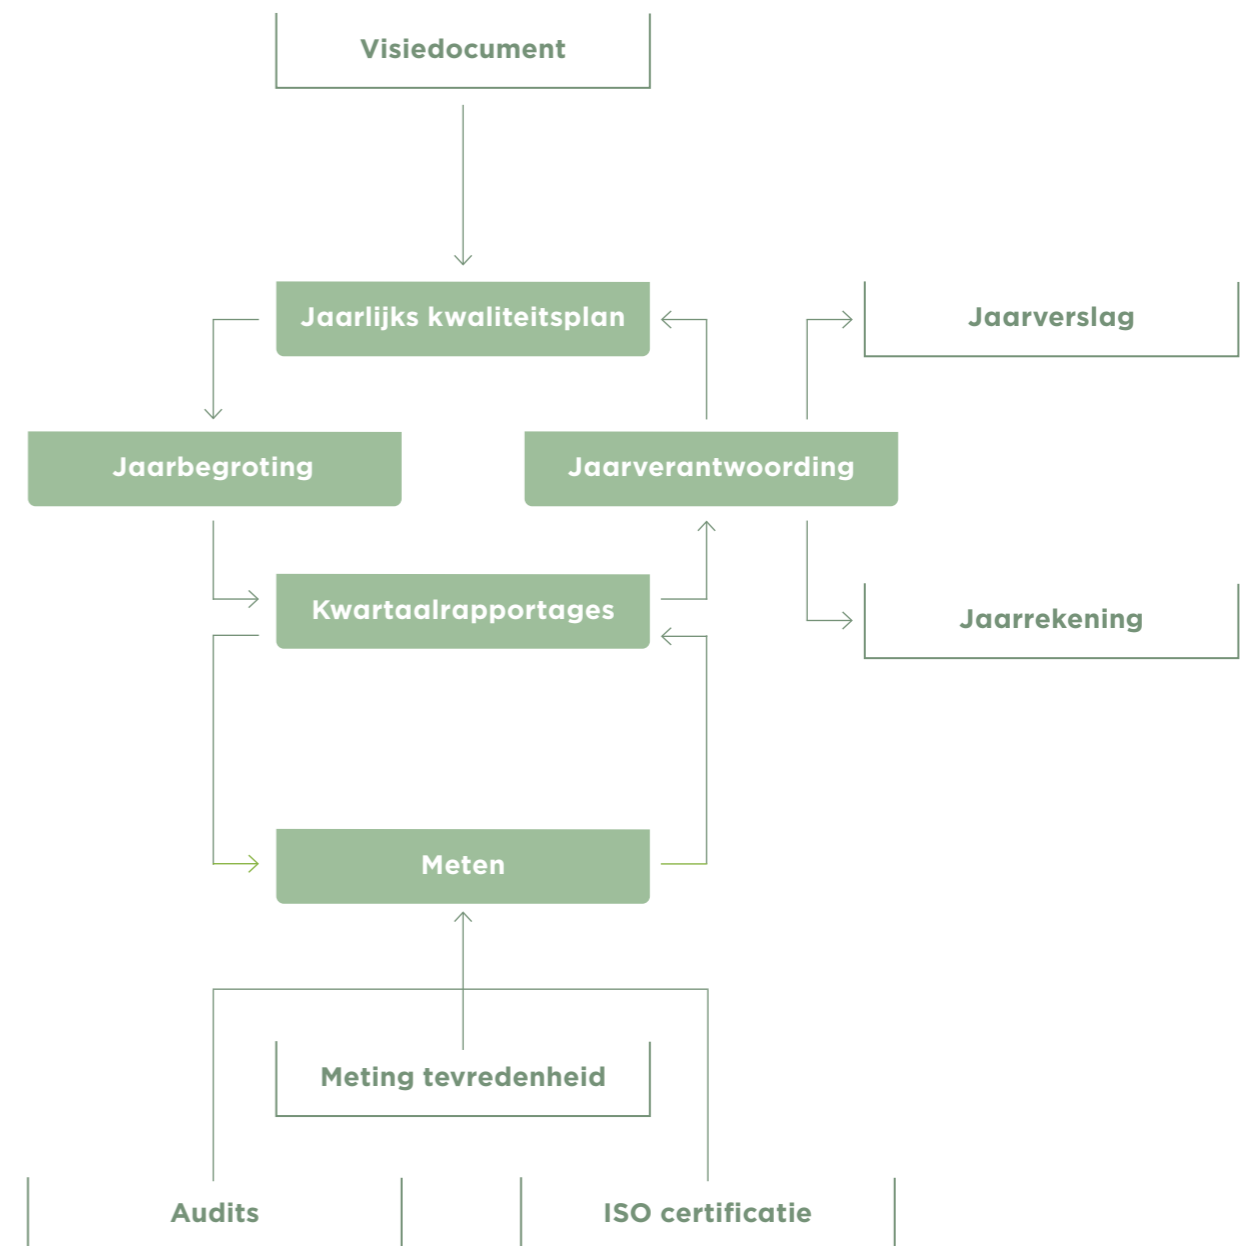 Visiedocument
Jaarlijks kwaliteitsplan
Jaarverslag
Jaarbegroting
Jaarverantwoording
Kwartaalrapportages
Jaarrekening
Meten
Meting tevredenheid
Audits
ISO certificatie